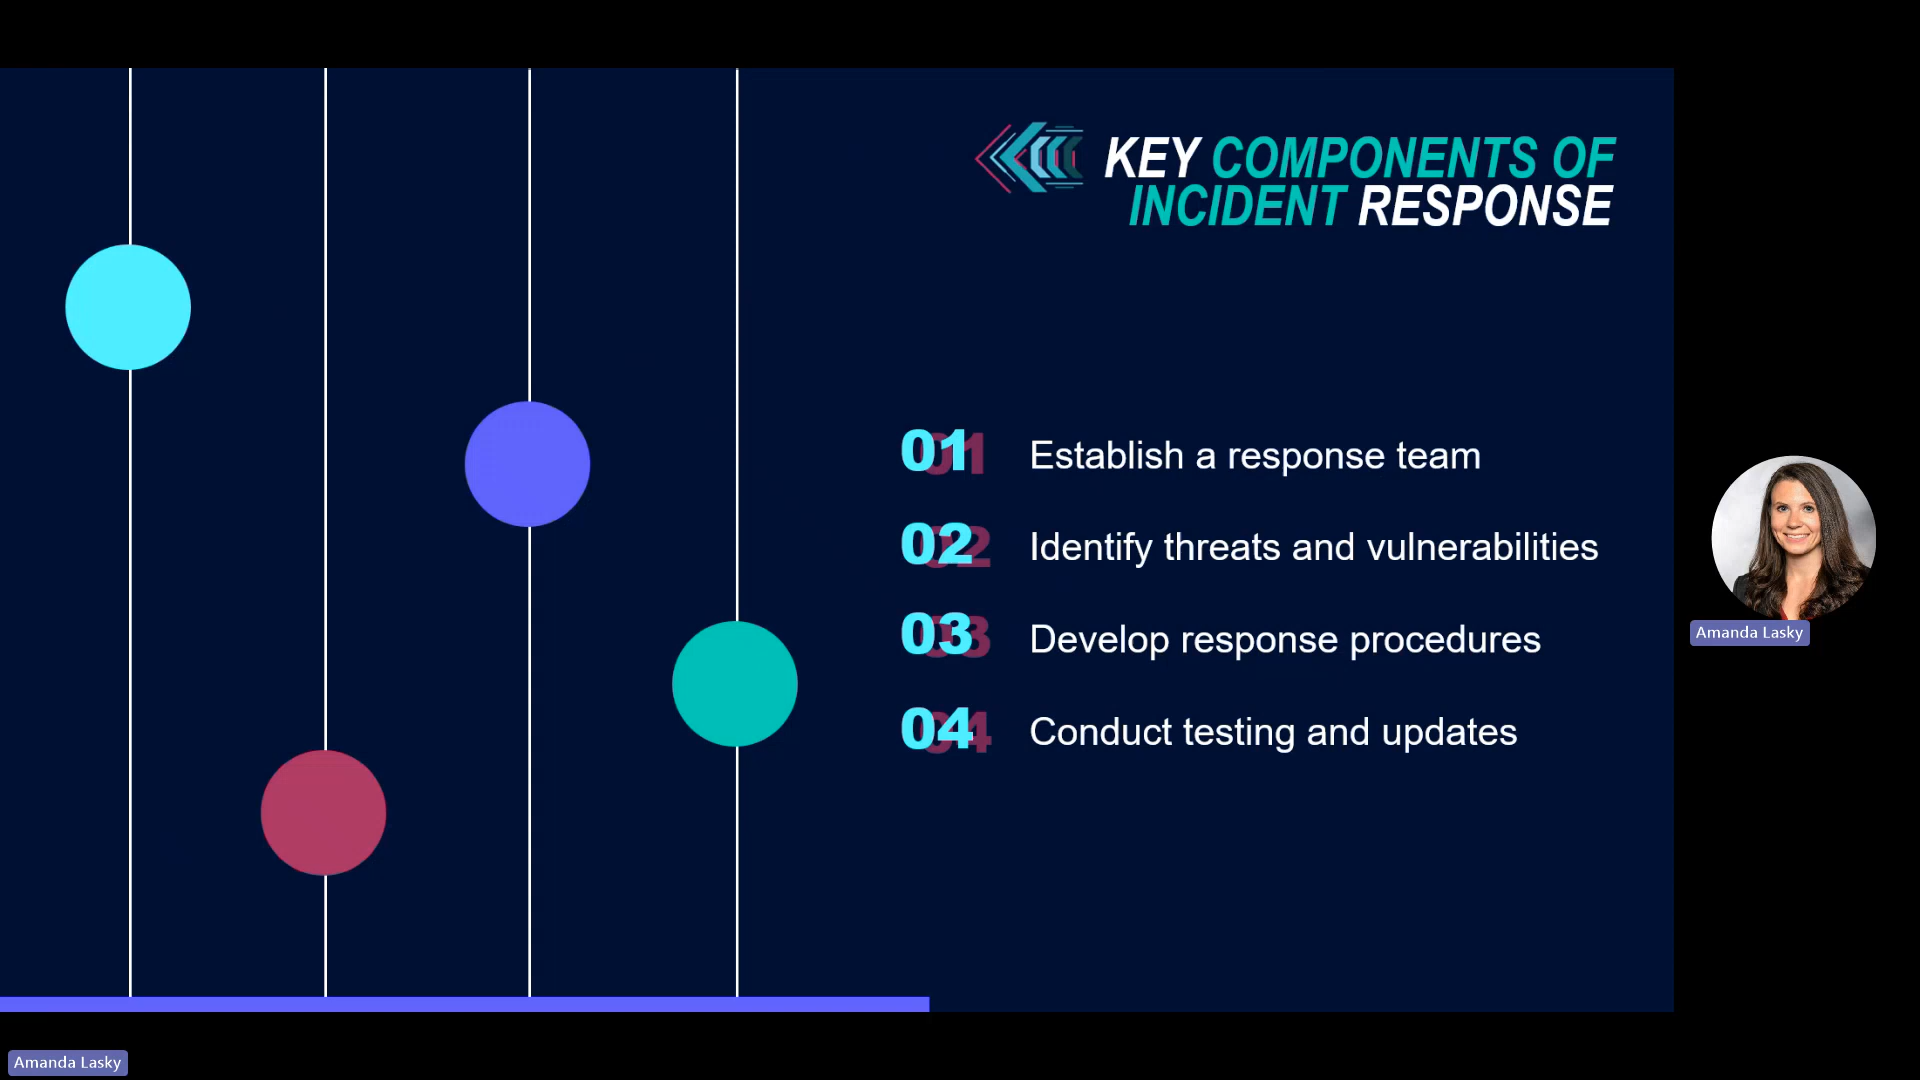 KEY COMPONENTS OF
INCIDENT RESPONSE
01 Establish a response team
02 Identify threats and vulnerabilities
03 Develop response procedures
04 Conduct testing and updates
Amanda Lasky
Amanda Lasky